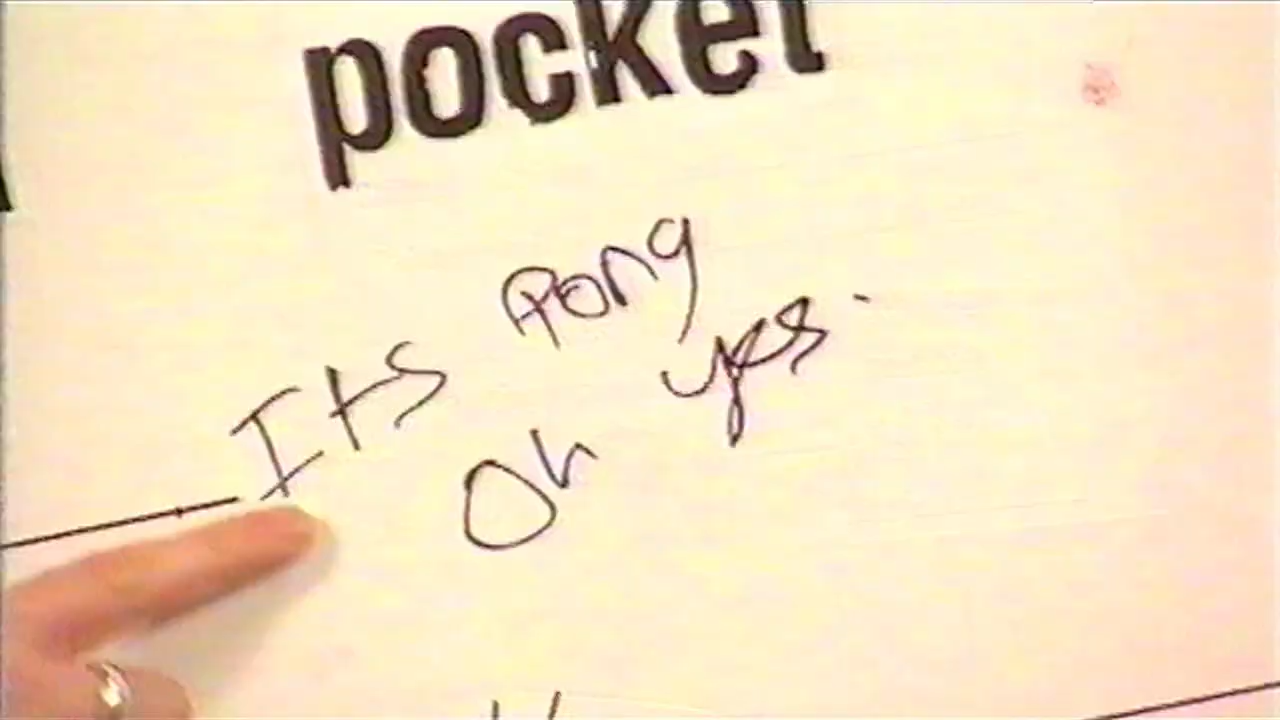 pocket
Its Pong
Oh yes.